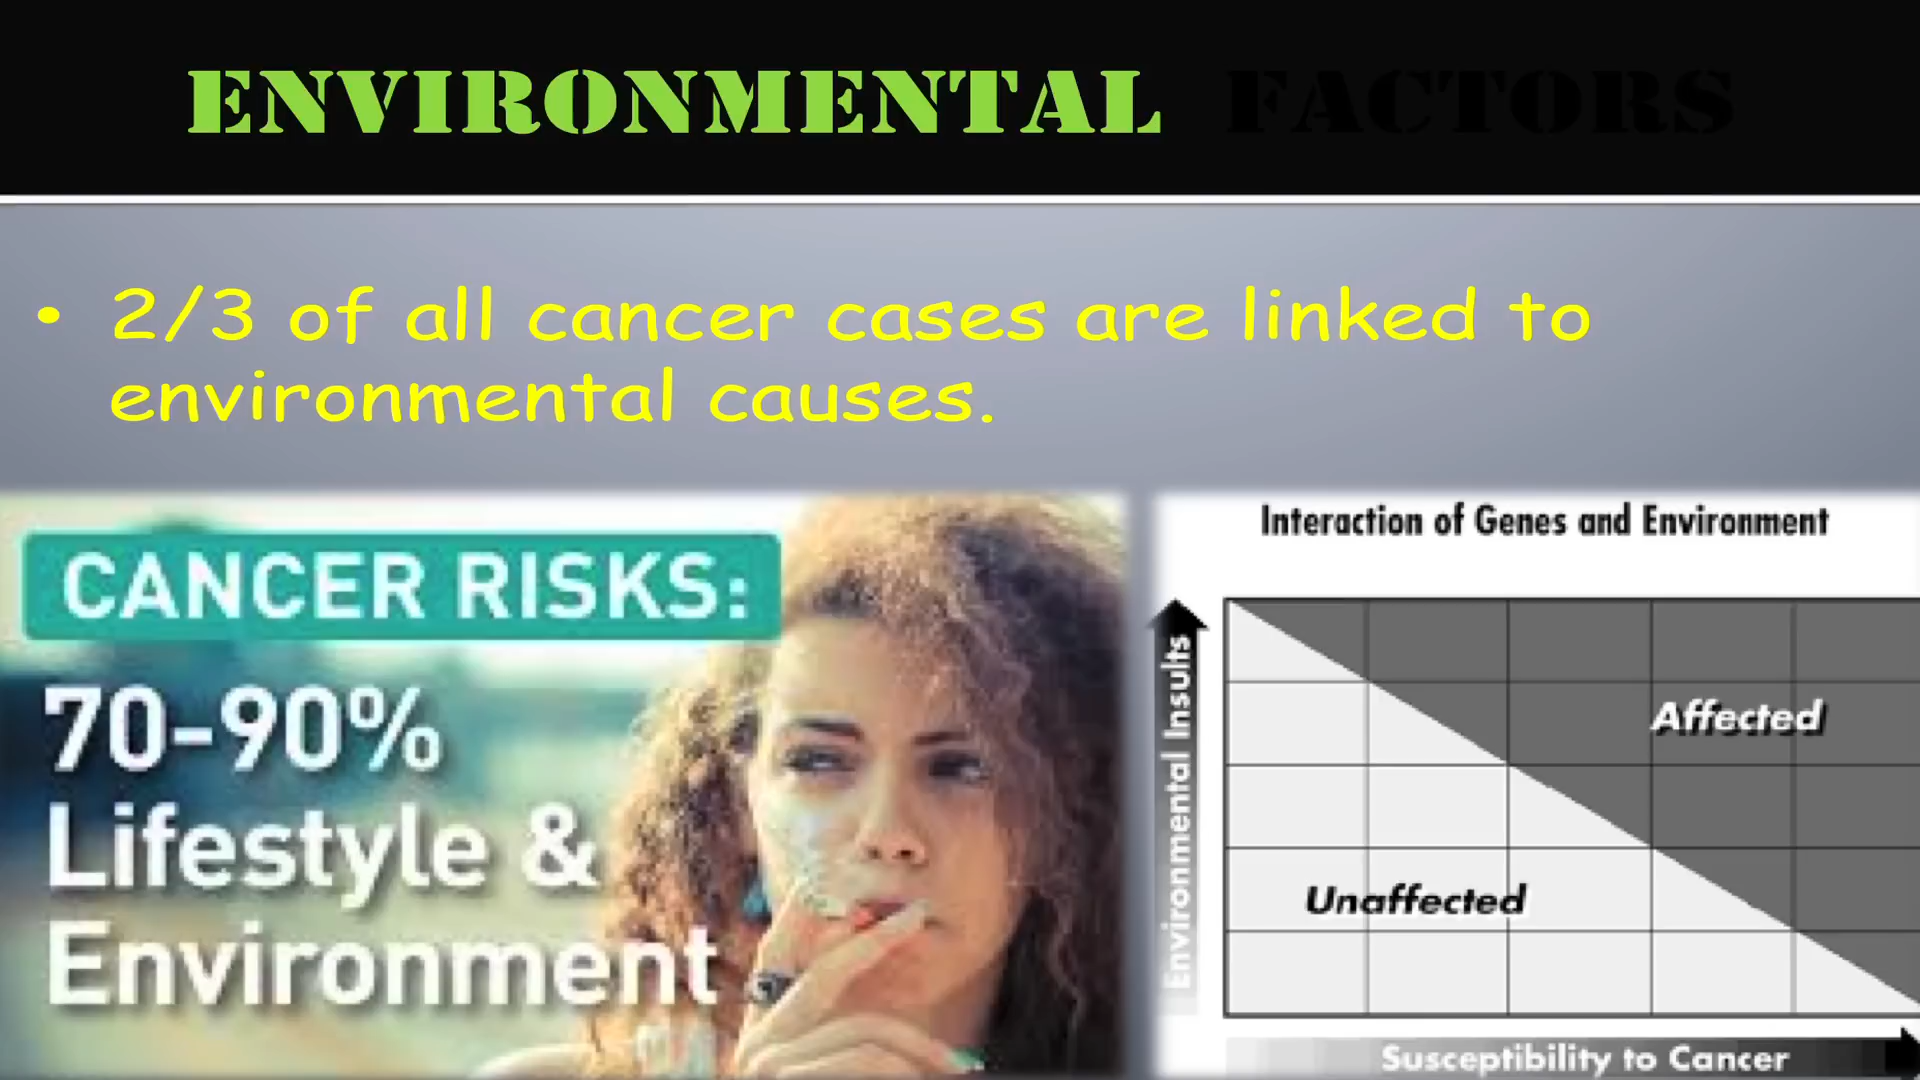 ENVIRONMENTAL FACTORS
• 2/3 of all cancer cases are linked to
environmental causes.
CANCER RISKS:
70-90%
Lifestyle &
Environment
Interaction of Genes and Environment
Environmental Insults
Affected
Unaffected
Susceptibility to Cancer